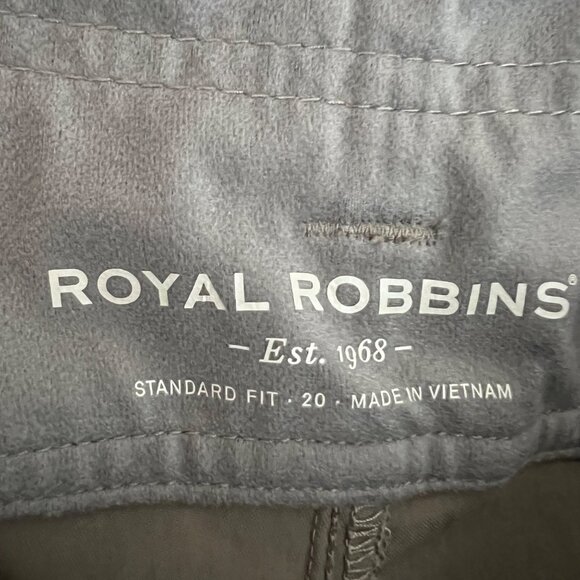 ROYAL ROBBINS®
– Est. 1968 –
STANDARD FIT · 20 · MADE IN VIETNAM